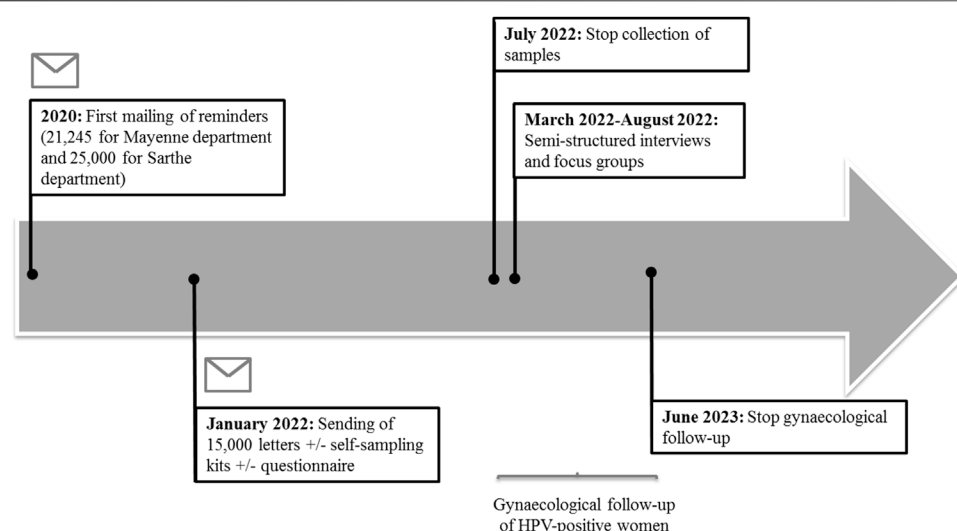 July 2022: Stop collection of
samples
2020: First mailing of reminders
(21,245 for Mayenne department
and 25,000 for Sarthe
department)
March 2022-August 2022:
Semi-structured interviews
and focus groups
January 2022: Sending of
15,000 letters +/- self-sampling
kits +/- questionnaire
June 2023: Stop gynaecological
follow-up
Gynaecological follow-up
of HPV-positive women